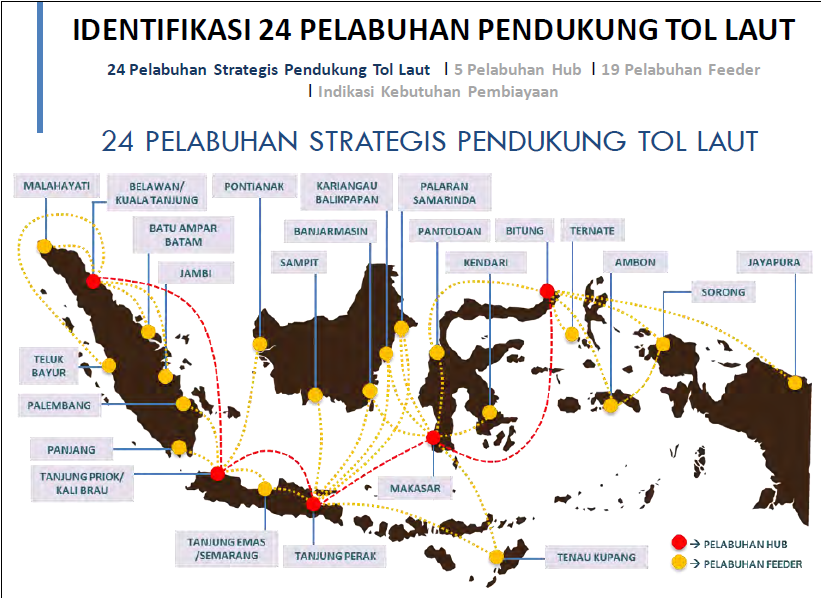 IDENTIFIKASI 24 PELABUHAN PENDUKUNG TOL LAUT
24 Pelabuhan Strategis Pendukung Tol Laut | 5 Pelabuhan Hub | 19 Pelabuhan Feeder
| Indikasi Kebutuhan Pembiayaan
24 PELABUHAN STRATEGIS PENDUKUNG TOL LAUT
MALAHAYATI
BELAWAN/
KUALA TANJUNG
PONTIANAK
KARIANGAU
BALIKPAPAN
PALARAN
SAMARINDA
BATU AMPAR
BATAM
BANJARMASIN
PANTOLOAN
BITUNG
TERNATE
JAMBI
SAMPIT
KENDARI
AMBON
JAYAPURA
SORONG
TELUK
BAYUR
PALEMBANG
PANJANG
TANJUNG PRIOK/
KALI BRAU
MAKASAR
TANJUNG EMAS
/SEMARANG
TANJUNG PERAK
TENAU KUPANG
→ PELABUHAN HUB
→ PELABUHAN FEEDER